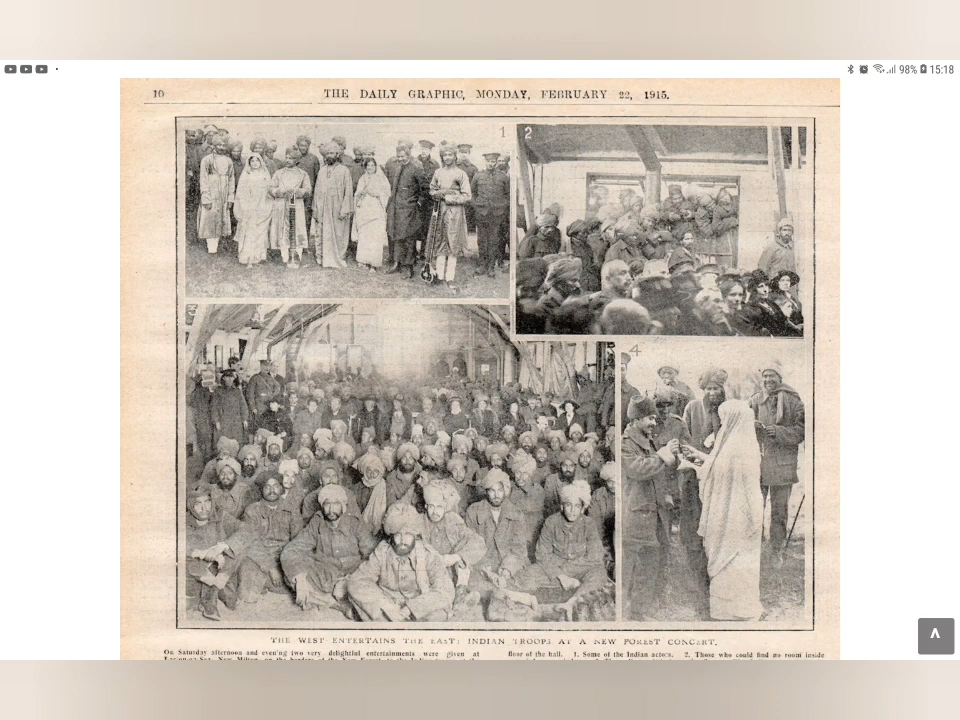 98% 15:18
10 THE DAILY GRAPHIC, MONDAY, FEBRUARY 22, 1915.
1
2
4
THE WEST ENTERTAINS THE EAST: INDIAN TROOPS AT A NEW FOREST CONCERT.
On Saturday afternoon and evening two very delightful entertainments were given at
floor of the hall. 1. Some of the Indian actors. 2. Those who could find no room inside